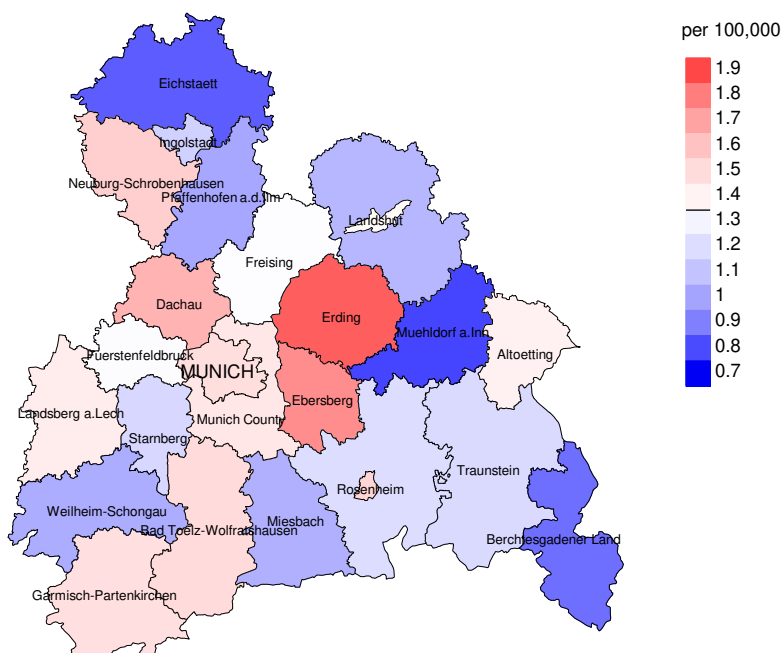 per 100,000
1.9
1.8
1.7
1.6
1.5
1.4
1.3
1.2
1.1
1
0.9
0.8
0.7
Eichstaett
Ingolstadt
Neuburg-Schrobenhausen
Pfaffenhofen a.d.Ilm
Landshut
Freising
Dachau
Erding
Muehldorf a.Inn
Altoetting
Fuerstenfeldbruck
MUNICH
Ebersberg
Landsberg a.Lech
Munich County
Starnberg
Traunstein
Rosenheim
Weilheim-Schongau
Miesbach
Bad Toelz-Wolfratshausen
Berchtesgadener Land
Garmisch-Partenkirchen